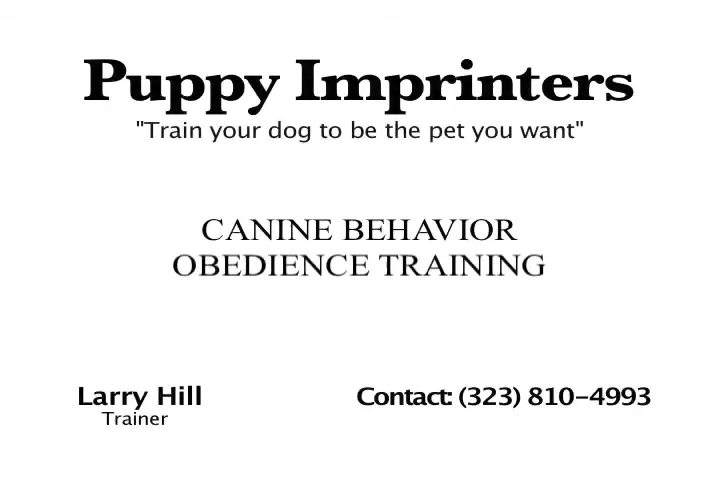 Puppy Imprinters
"Train your dog to be the pet you want"
CANINE BEHAVIOR
OBEDIENCE TRAINING
Larry Hill
Trainer
Contact: (323) 810-4993